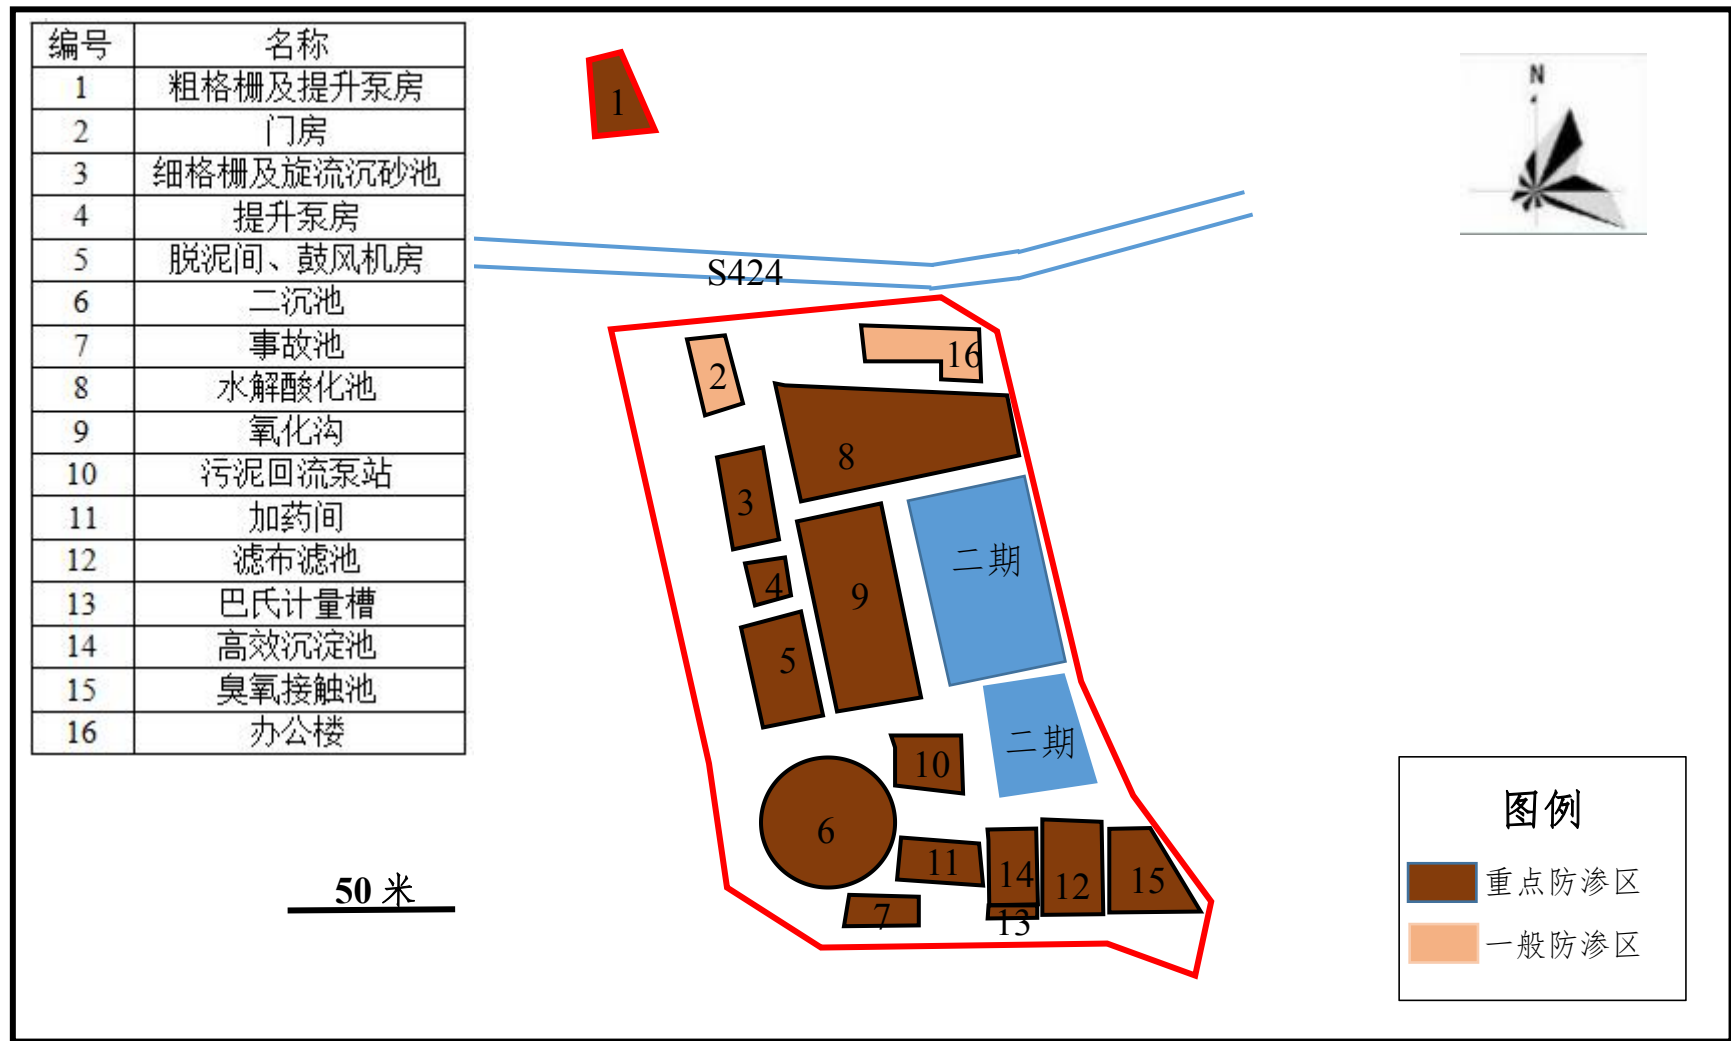 编号 名称
1 粗格栅及提升泵房
2 门房
3 细格栅及旋流沉砂池
4 提升泵房
5 脱泥间、鼓风机房
6 二沉池
7 事故池
8 水解酸化池
9 氧化沟
10 污泥回流泵站
11 加药间
12 滤布滤池
13 巴氏计量槽
14 高效沉淀池
15 臭氧接触池
16 办公楼
1
N
S424
2
16
8
3
二期
4
9
5
二期
10
6
11
14
12
15
7
13
50 米
图例
重点防渗区
一般防渗区